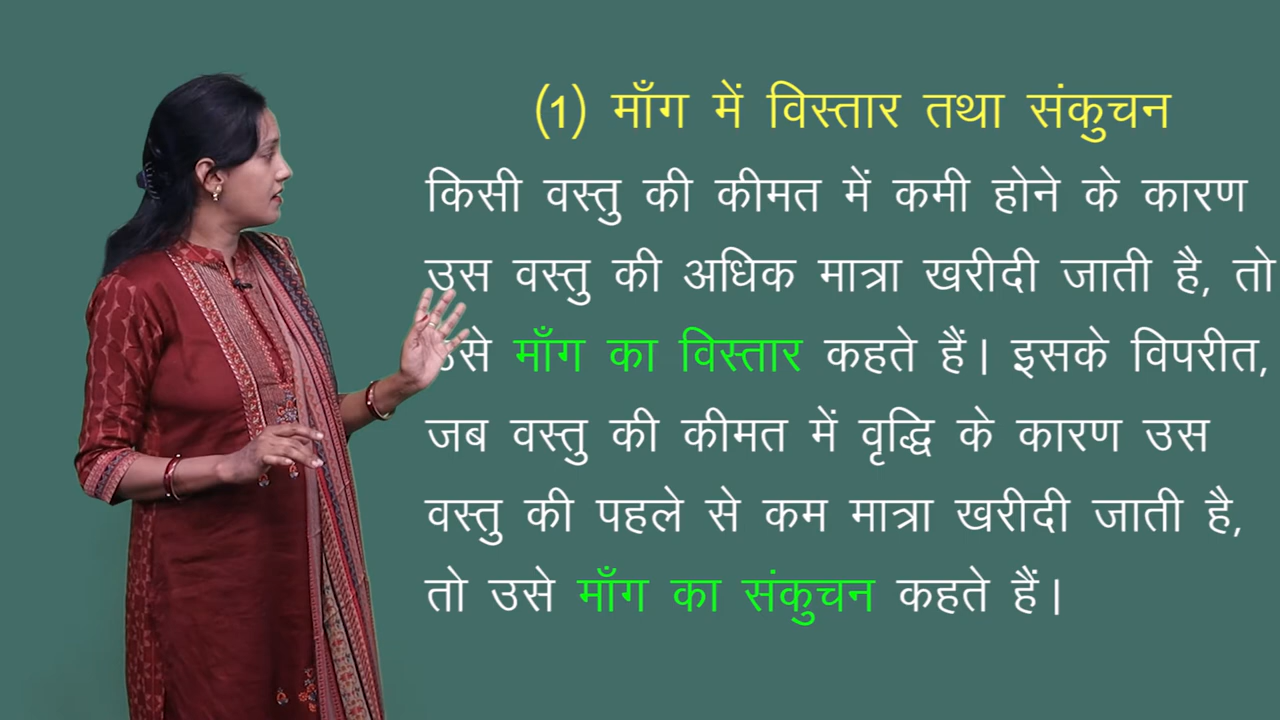 (1) माँग में विस्तार तथा संकुचन
किसी वस्तु की कीमत में कमी होने के कारण
उस वस्तु की अधिक मात्रा खरीदी जाती है, तो
उसे माँग का विस्तार कहते हैं। इसके विपरीत,
जब वस्तु की कीमत में वृद्धि के कारण उस
वस्तु की पहले से कम मात्रा खरीदी जाती है,
तो उसे माँग का संकुचन कहते हैं।